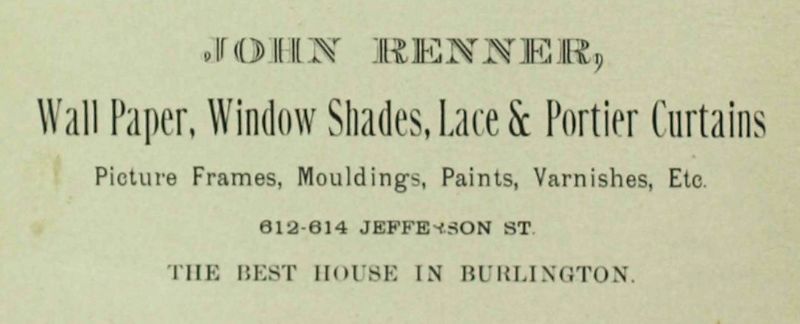 JOHN RENNER,
Wall Paper, Window Shades, Lace & Portier Curtains
Picture Frames, Mouldings, Paints, Varnishes, Etc.
612-614 JEFFERSON ST.
THE BEST HOUSE IN BURLINGTON.